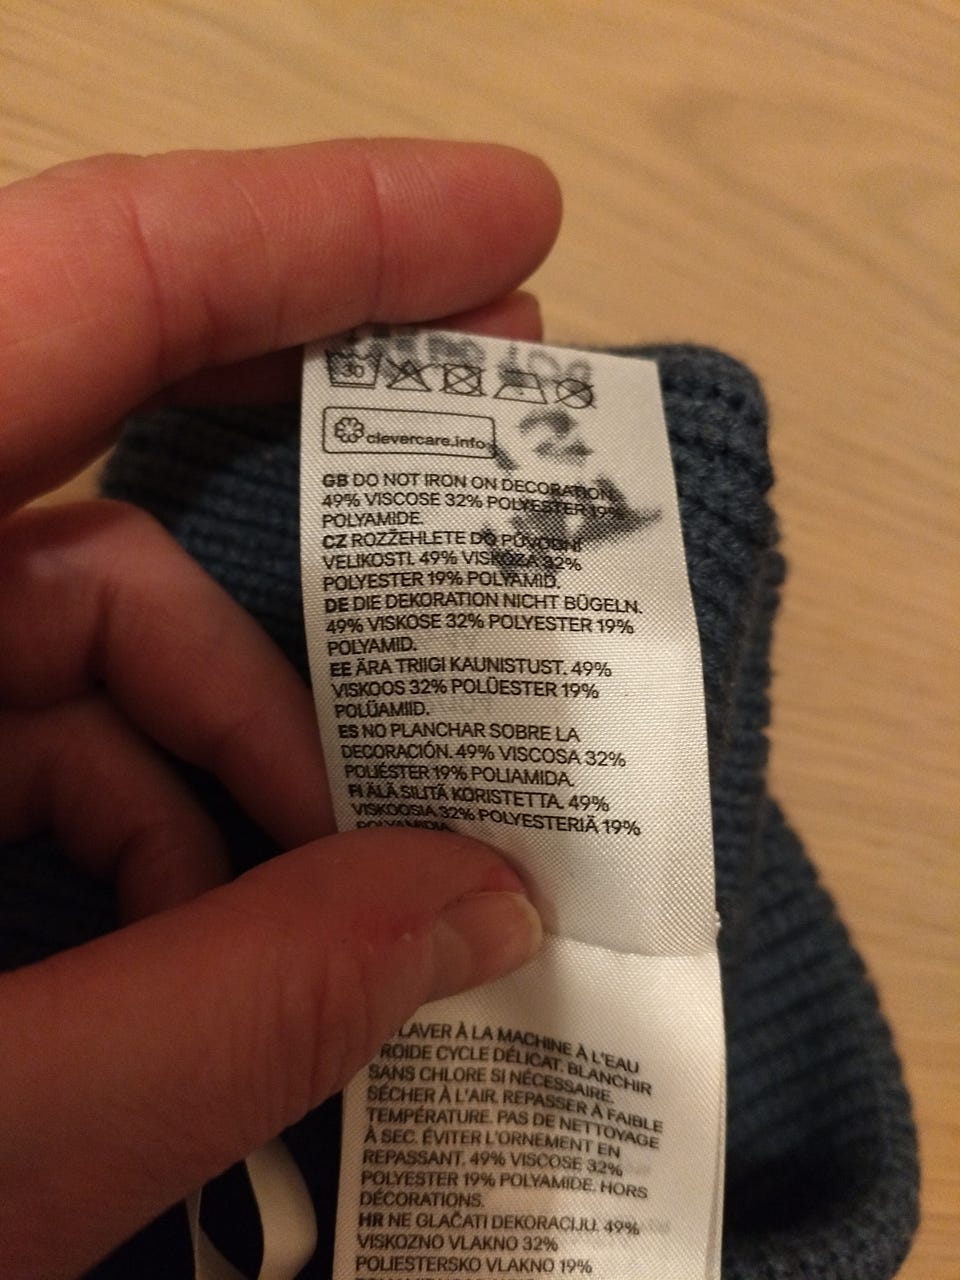 30
clevercare.info
GB DO NOT IRON ON DECORATION.
49% VISCOSE 32% POLYESTER 19%
POLYAMIDE.
CZ ROZŽEHLETE DO PŮVODNÍ
VELIKOSTI. 49% VISKÓZA 32%
POLYESTER 19% POLYAMID.
DE DIE DEKORATION NICHT BÜGELN.
49% VISKOSE 32% POLYESTER 19%
POLYAMID.
EE ÄRA TRIIGI KAUNISTUST. 49%
VISKOOS 32% POLÜESTER 19%
POLÜAMIID.
ES NO PLANCHAR SOBRE LA
DECORACIÓN. 49% VISCOSA 32%
POLIÉSTER 19% POLIAMIDA.
FI ÄLÄ SILITÄ KORISTETTA. 49%
VISKOOSIA 32% POLYESTERIÄ 19%
POLYAMIDIA.
LAVER À LA MACHINE À L'EAU
ROIDE CYCLE DÉLICAT. BLANCHIR
SANS CHLORE SI NÉCESSAIRE.
SÉCHER À L'AIR. REPASSER À FAIBLE
TEMPÉRATURE. PAS DE NETTOYAGE
À SEC. ÉVITER L'ORNEMENT EN
REPASSANT. 49% VISCOSE 32%
POLYESTER 19% POLYAMIDE. HORS
DÉCORATIONS.
HR NE GLAČATI DEKORACIJU. 49%
VISKOZNO VLAKNO 32%
POLIESTERSKO VLAKNO 19%